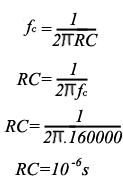 fc = 1/2πRC
RC = 1/2πfc
RC = 1/2π.160000
RC=10⁻⁶s